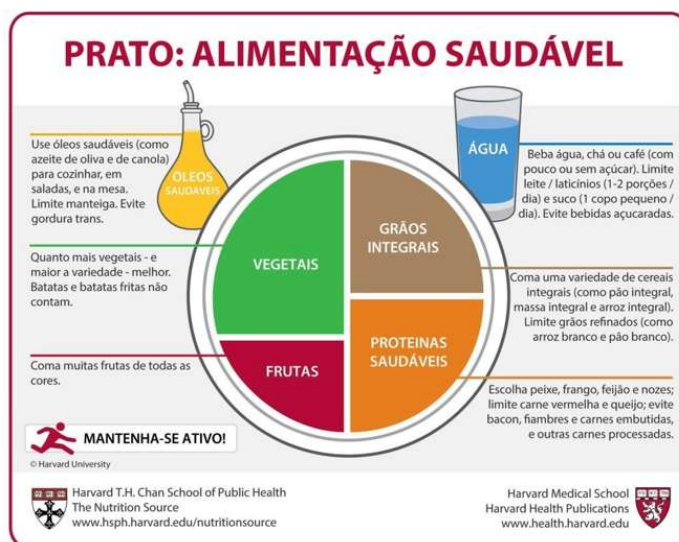 PRATO: ALIMENTAÇÃO SAUDÁVEL
Use óleos saudáveis (como
azeite de oliva e de canola)
para cozinhar, em
saladas, e na mesa.
Limite manteiga. Evite
gordura trans.
ÓLEOS
SAUDÁVEIS
ÁGUA
Beba água, chá ou café (com
pouco ou sem açúcar). Limite
leite / laticínios (1-2 porções /
dia) e suco (1 copo pequeno /
dia). Evite bebidas açucaradas.
VEGETAIS
GRÃOS
INTEGRAIS
Quanto mais vegetais - e
maior a variedade - melhor.
Batatas e batatas fritas não
contam.
Coma uma variedade de cereais
integrais (como pão integral,
massa integral e arroz integral).
Limite grãos refinados (como
arroz branco e pão branco).
FRUTAS
PROTEINAS
SAUDÁVEIS
Coma muitas frutas de todas as
cores.
Escolha peixe, frango, feijão e nozes;
limite carne vermelha e queijo; evite
bacon, fiambres e carnes embutidas,
e outras carnes processadas.
MANTENHA-SE ATIVO!
© Harvard University
Harvard T.H. Chan School of Public Health
The Nutrition Source
www.hsph.harvard.edu/nutritionsource
Harvard Medical School
Harvard Health Publications
www.health.harvard.edu